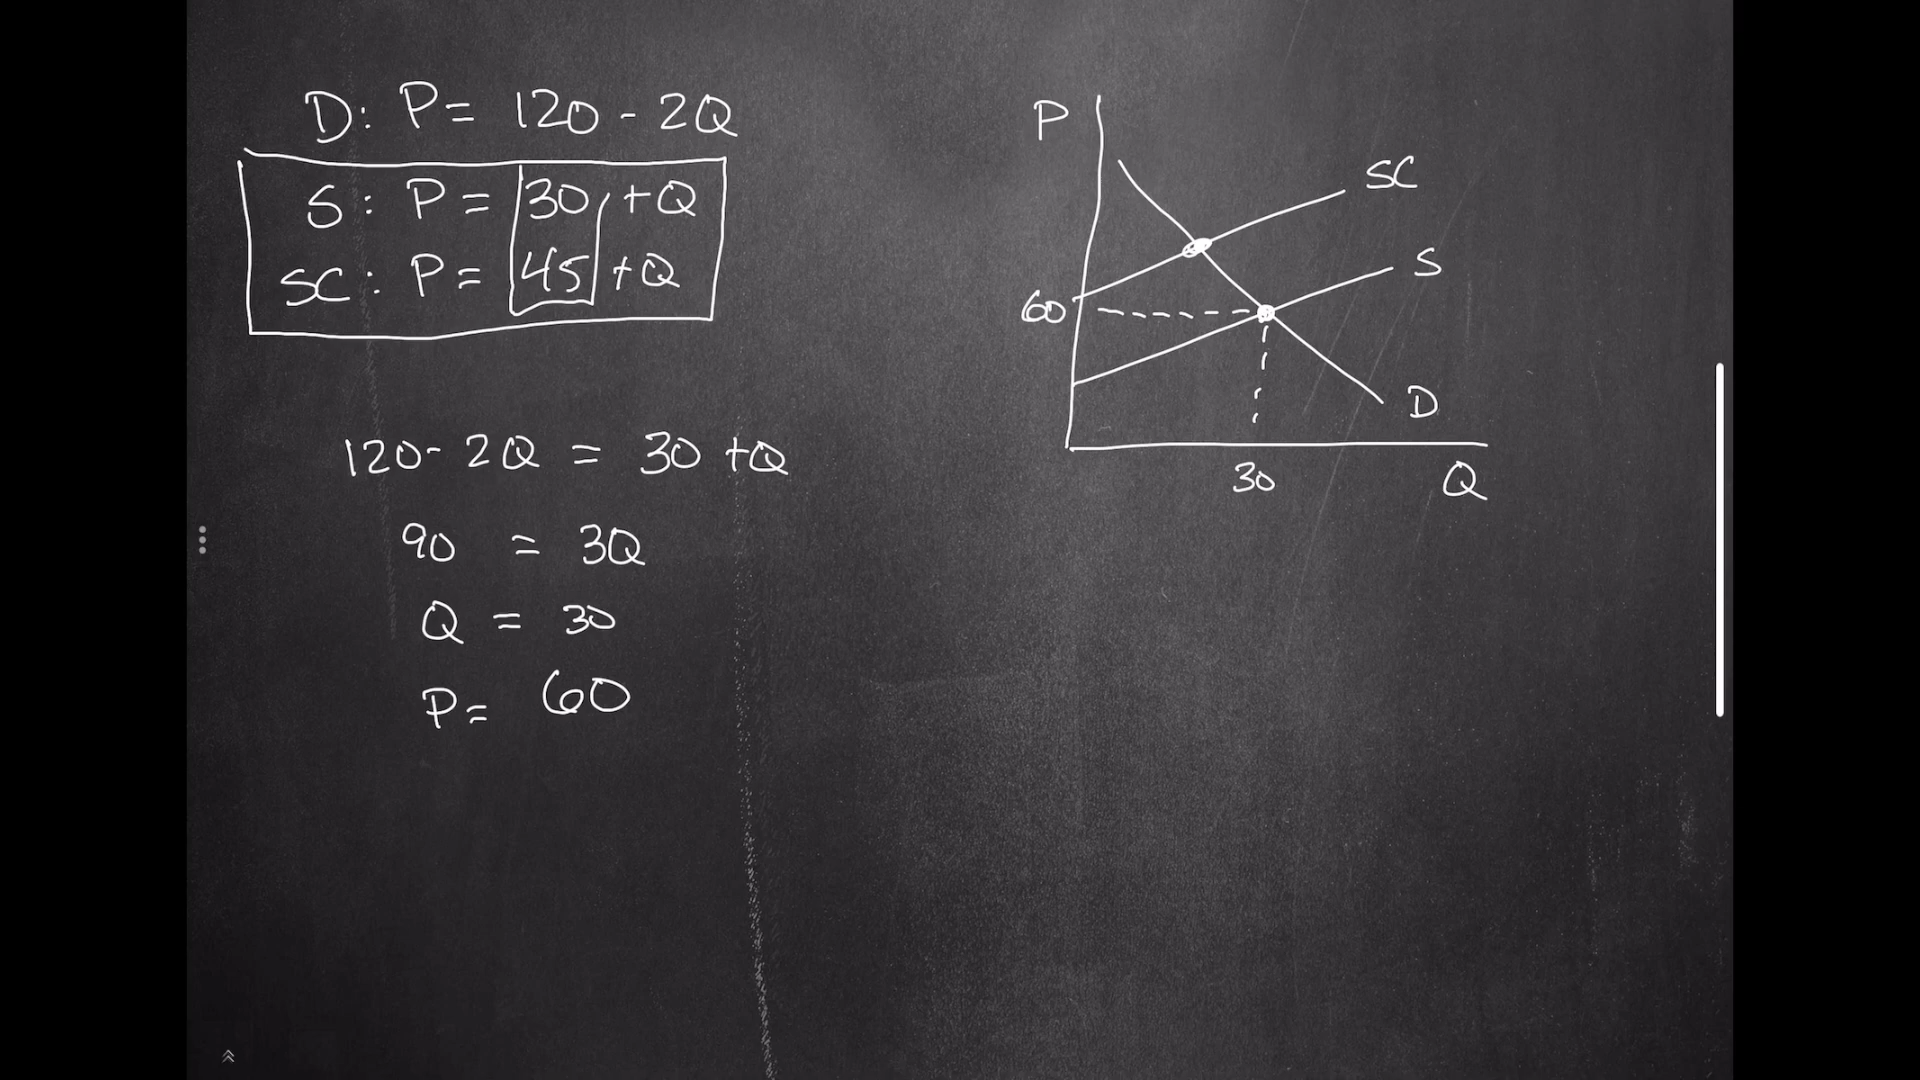 D: P = 120 - 2Q
S: P = 30 + Q
SC: P = 45 + Q
120 - 2Q = 30 + Q
90 = 3Q
Q = 30
P = 60
P
SC
S
60
D
30
Q